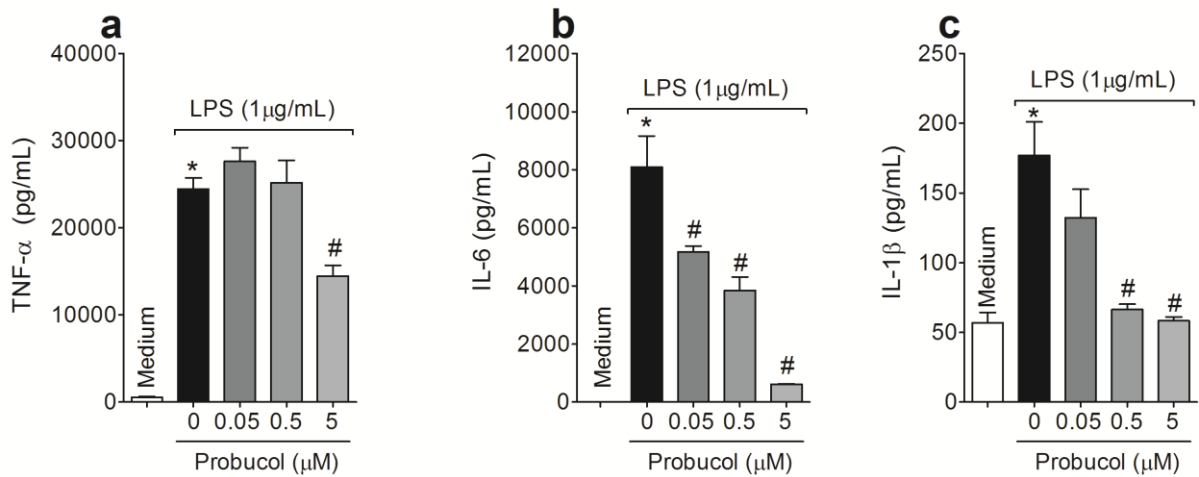 a
TNF-α (pg/mL)
40000
30000
20000
10000
0
LPS (1μg/mL)
*
#
Medium
0 0.05 0.5 5
Probucol (μM)
b
IL-6 (pg/mL)
12000
10000
8000
6000
4000
2000
0
LPS (1μg/mL)
*
#
#
#
Medium
0 0.05 0.5 5
Probucol (μM)
c
IL-1β (pg/mL)
250
200
150
100
50
0
LPS (1μg/mL)
*
#
#
Medium
0 0.05 0.5 5
Probucol (μM)